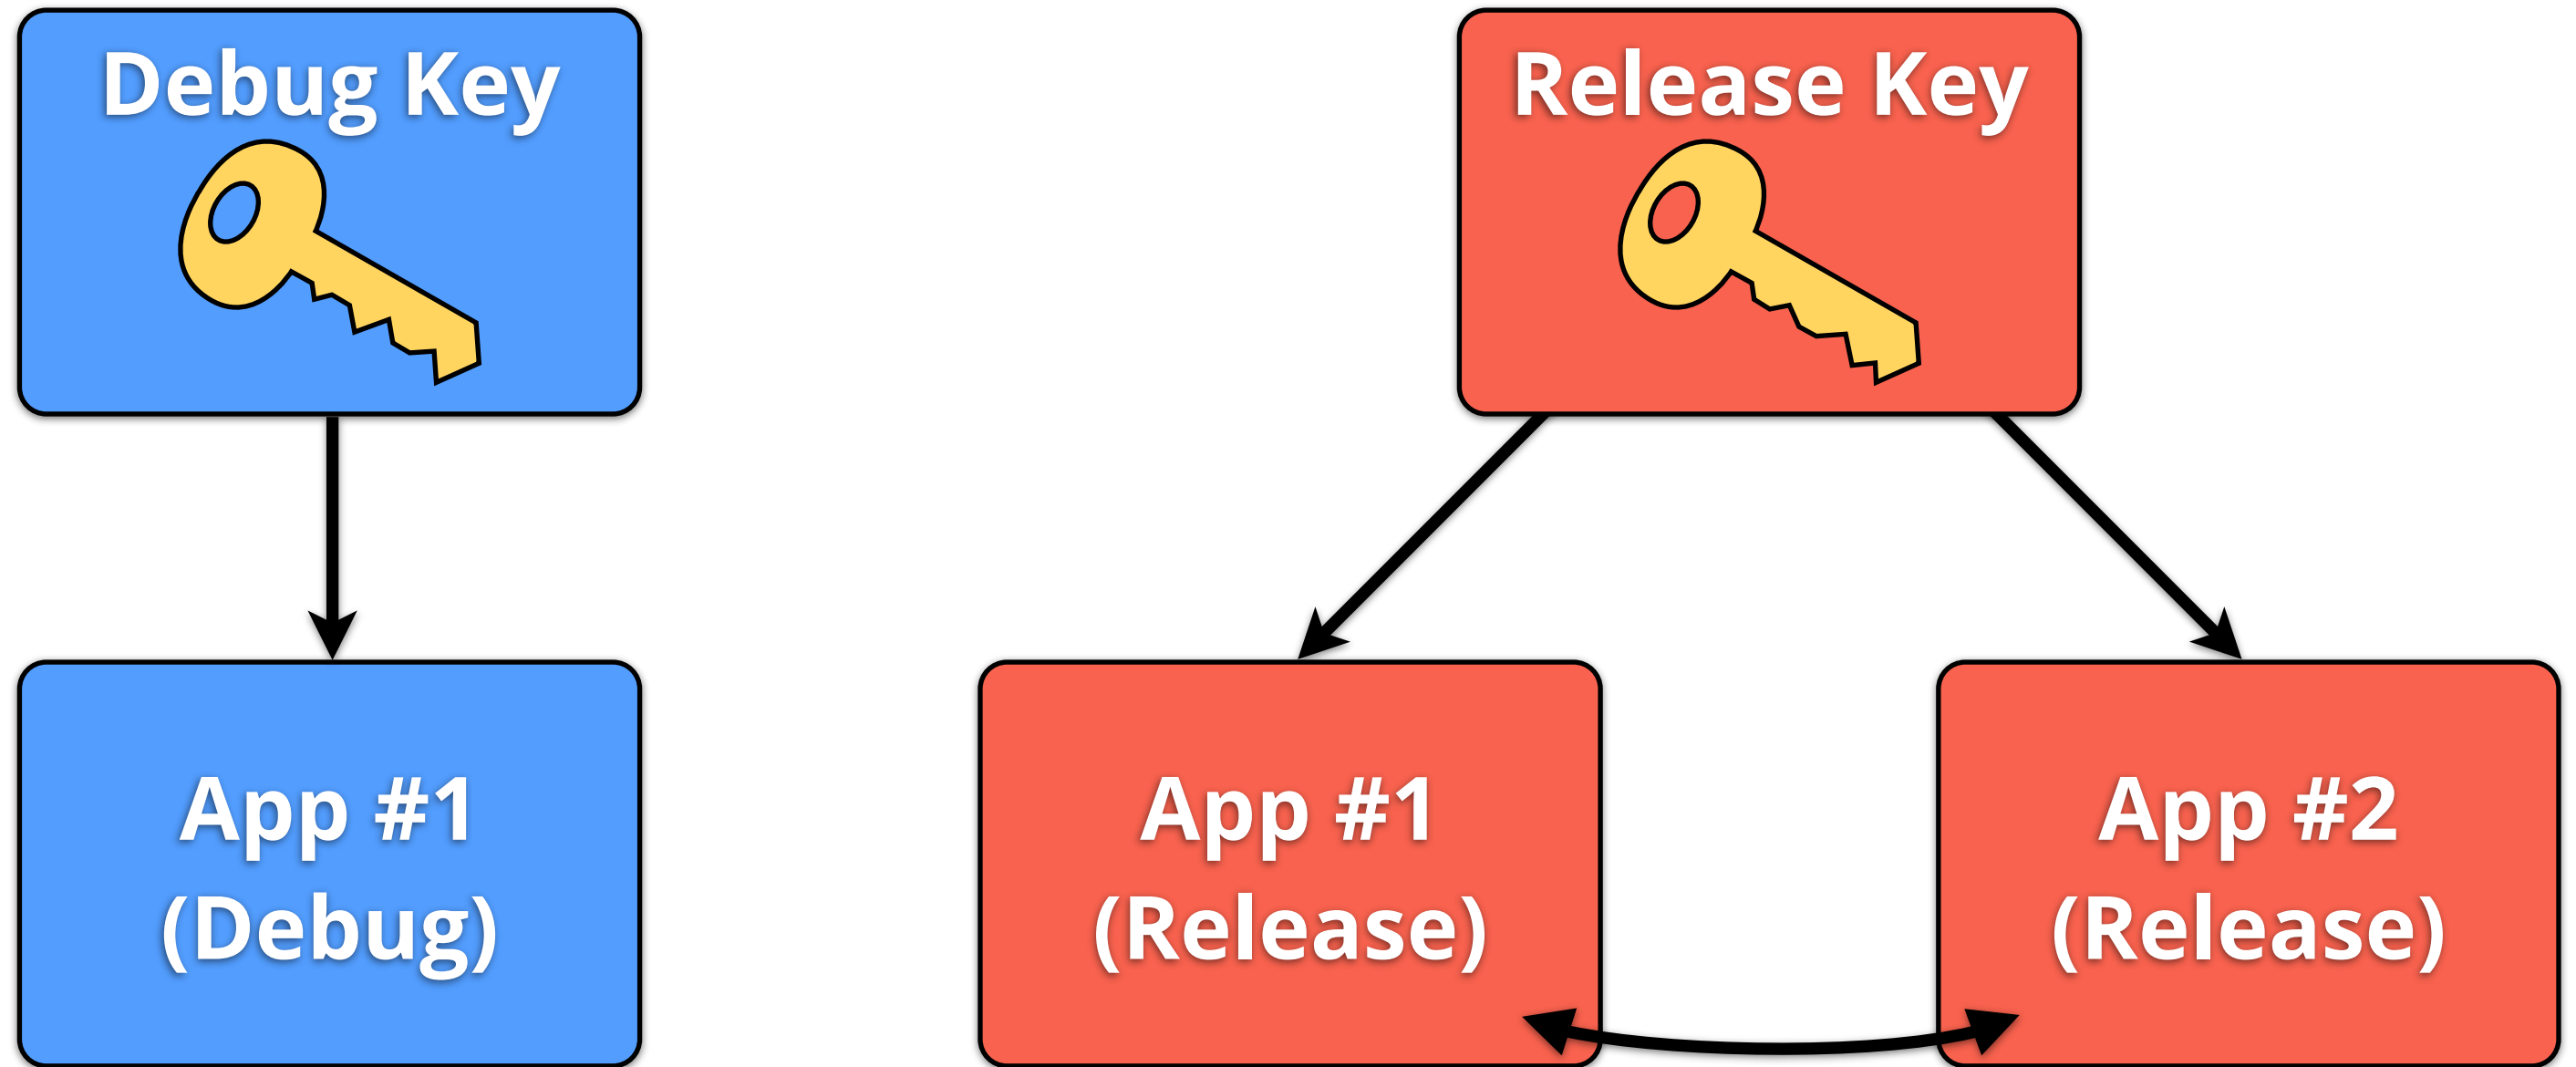 Debug Key
Release Key
App #1
(Debug)
App #1
(Release)
App #2
(Release)